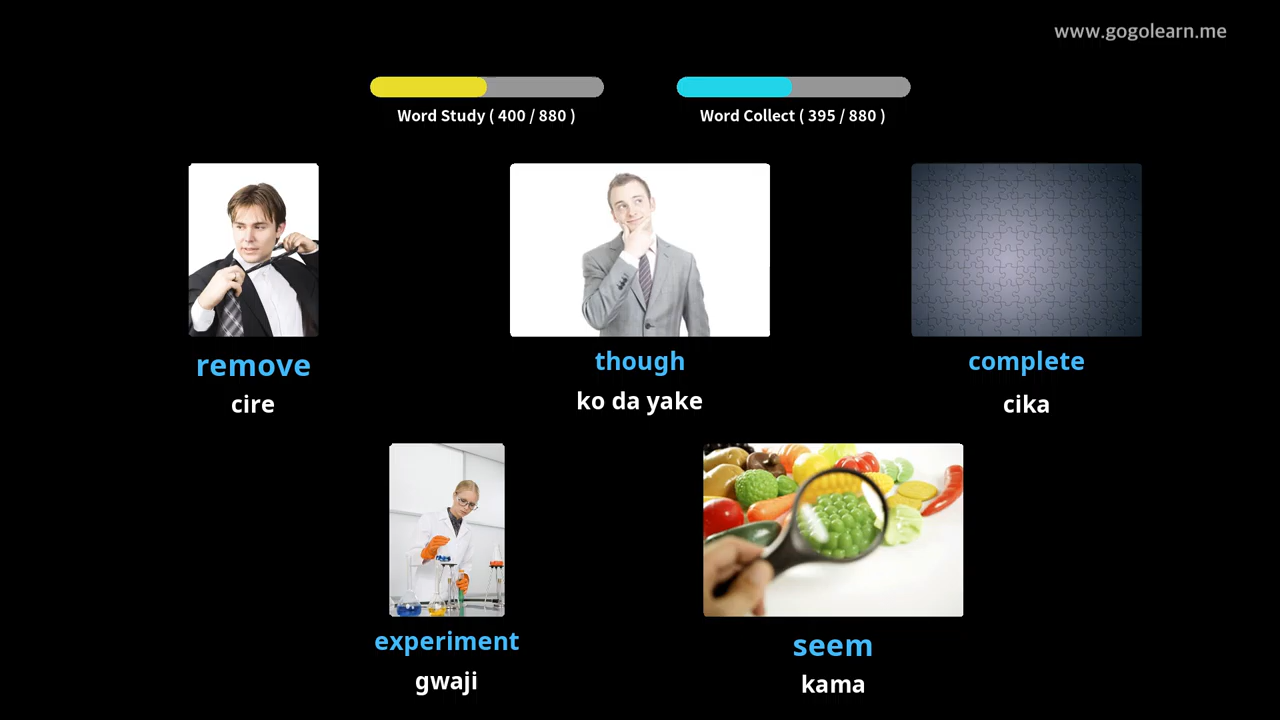 www.gogolearn.me
Word Study ( 400 / 880 )
Word Collect ( 395 / 880 )
remove
cire
though
ko da yake
complete
cika
experiment
gwaji
seem
kama